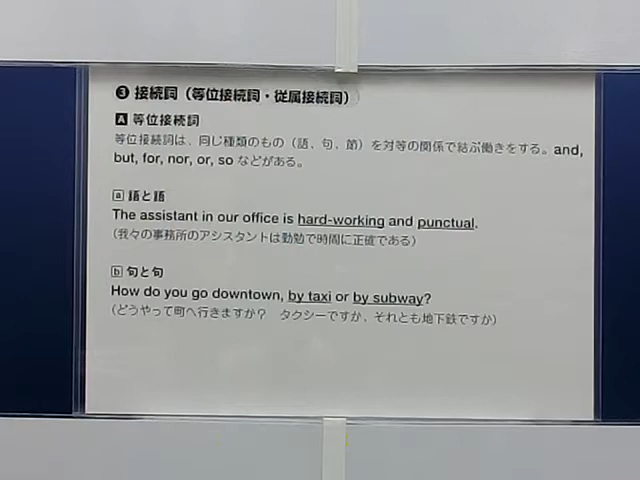 ❸ 接続詞（等位接続詞・従属接続詞）
A 等位接続詞
等位接続詞は、同じ種類のもの（語、句、節）を対等の関係で結ぶ働きをする。and,
but, for, nor, or, so などがある。
a 語と語
The assistant in our office is hard-working and punctual.
（我々の事務所のアシスタントは勤勉で時間に正確である）
b 句と句
How do you go downtown, by taxi or by subway?
（どうやって町へ行きますか？　タクシーですか、それとも地下鉄ですか）